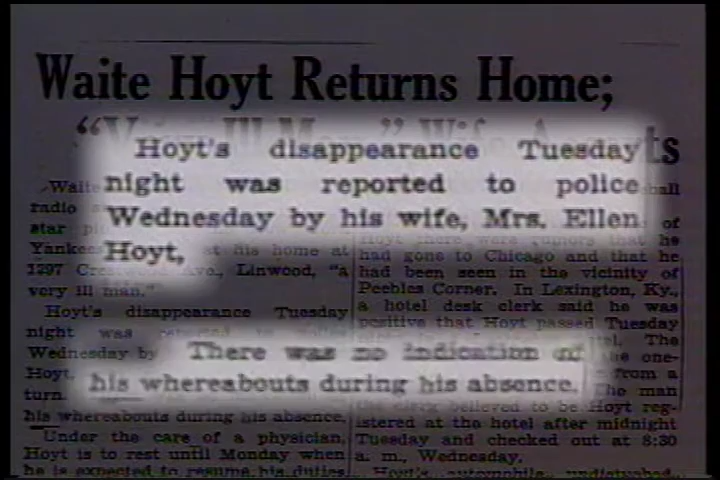 Waite Hoyt Returns Home;
Hoyt's disappearance Tuesday
night was reported to police
Wednesday by his wife, Mrs. Ellen
Hoyt,
There was no indication of
his whereabouts during his absence.
radio
star
Yankee
at his home at
1297 Ave., Linwood, "a
very ill man."
Hoyt's disappearance Tuesday
night was
Wednesday by
Hoyt,
turn.
his whereabouts during his absence.
Under the care of a physician,
Hoyt is to rest until Monday when
he is expected to resume his duties
of
Hoyt there were rumors that he
had gone to Chicago and that he
had been seen in the vicinity of
Peebles Corner. In Lexington, Ky.,
a hotel desk clerk said he was
positive that Hoyt passed Tuesday
The
one-
from a
The man
the clerk believed to be Hoyt reg-
istered at the hotel after midnight
Tuesday and checked out at 8:30
a. m., Wednesday.
Hoyt's automobile, undisturbed,